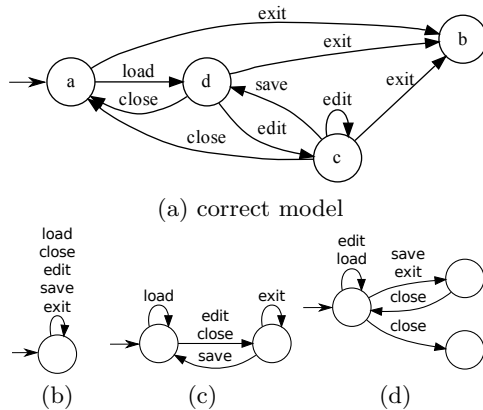 exit
b
exit
a
load
d
save
exit
close
edit
edit
close
c
(a) correct model
load
close
edit
save
exit
(b)
load
edit
close
save
exit
(c)
edit
load
save
exit
close
close
(d)